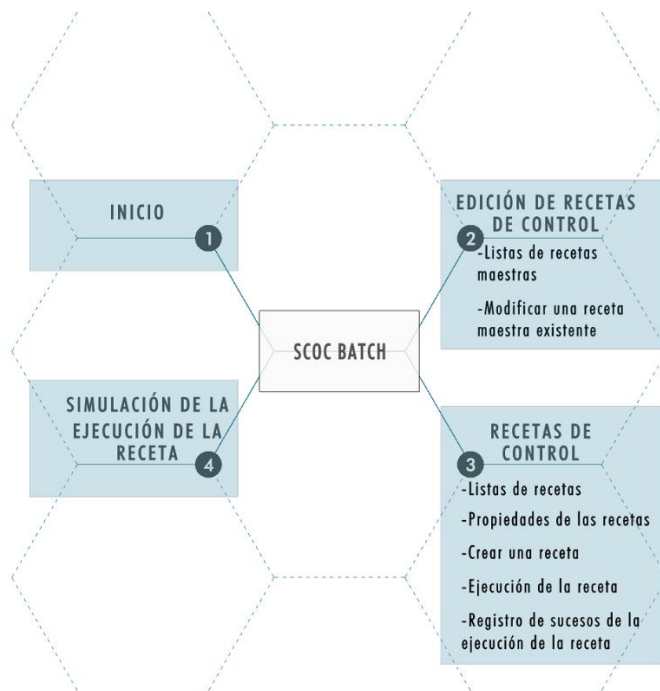 INICIO
1
EDICIÓN DE RECETAS
DE CONTROL
2
-Listas de recetas
maestras
-Modificar una receta
maestra existente
SCOC BATCH
SIMULACIÓN DE LA
EJECUCIÓN DE LA
RECETA
4
RECETAS DE
CONTROL
3
-Listas de recetas
-Propiedades de las recetas
-Crear una receta
-Ejecución de la receta
-Registro de sucesos de la
ejecución de la receta